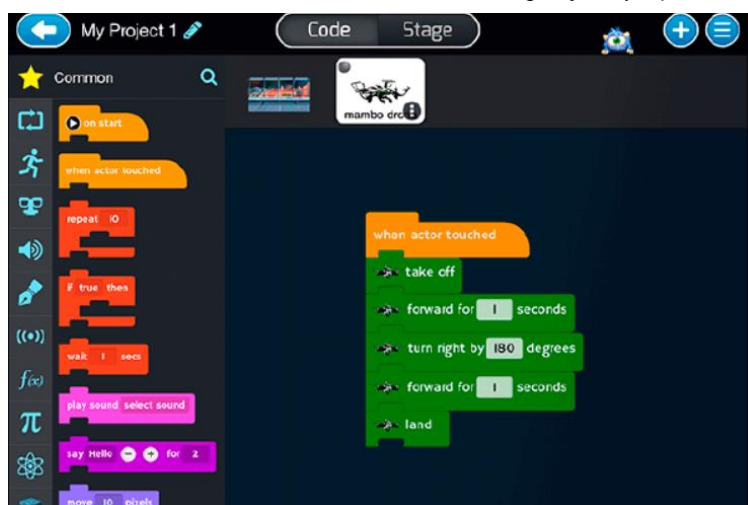 My Project 1
Code Stage
Common
mambo dro
on start
when actor touched
repeat 10
if true then
wait 1 secs
play sound select sound
say Hello − + for 2
move 10 pixels
((•))
f(x)
π
when actor touched
take off
forward for 1 seconds
turn right by 180 degrees
forward for 1 seconds
land